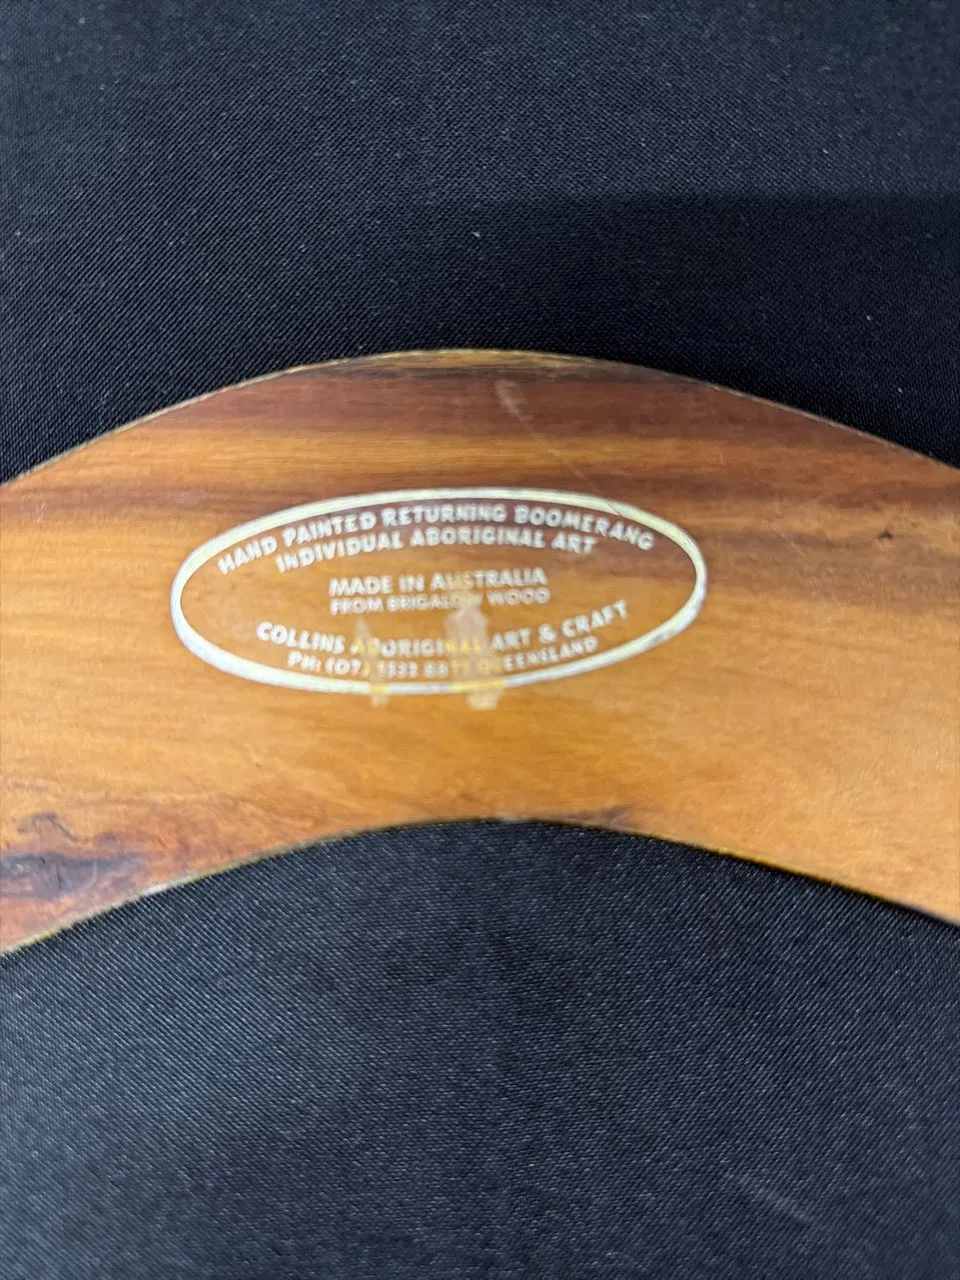 HAND PAINTED RETURNING BOOMERANG
INDIVIDUAL ABORIGINAL ART
MADE IN AUSTRALIA
FROM BRIGALOW WOOD
COLLINS ABORIGINAL ART & CRAFT
PH: (07) QUEENSLAND